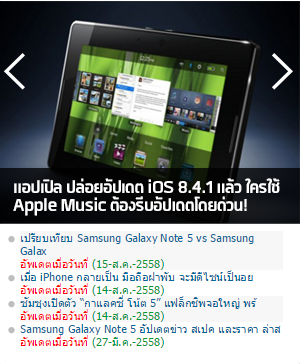 แอปเปิล ปล่อยอัปเดต iOS 8.4.1 แล้ว ใครใช้
Apple Music ต้องรีบอัปเดตโดยด่วน!
เปรียบเทียบ Samsung Galaxy Note 5 vs Samsung
Galax
อัพเดตเมื่อวันที่ (15-ส.ค.-2558)
เมื่อ iPhone กลายเป็น มือถือฝาพับ จะมีดีไซน์เป็นอย
อัพเดตเมื่อวันที่ (14-ส.ค.-2558)
ซัมซุงเปิดตัว "กาแลคซี่ โน้ต 5" แฟล็กชิพจอใหญ่ พร้
อัพเดตเมื่อวันที่ (14-ส.ค.-2558)
Samsung Galaxy Note 5 อัปเดตข่าว สเปค และราคา ล่าส
อัพเดตเมื่อวันที่ (27-มี.ค.-2558)